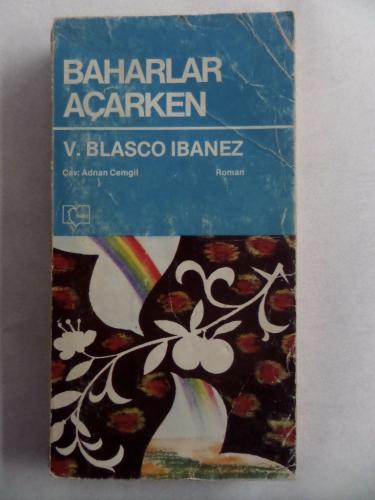 BAHARLAR
AÇARKEN
V. BLASCO IBANEZ
Çev: Adnan Cemgil Roman